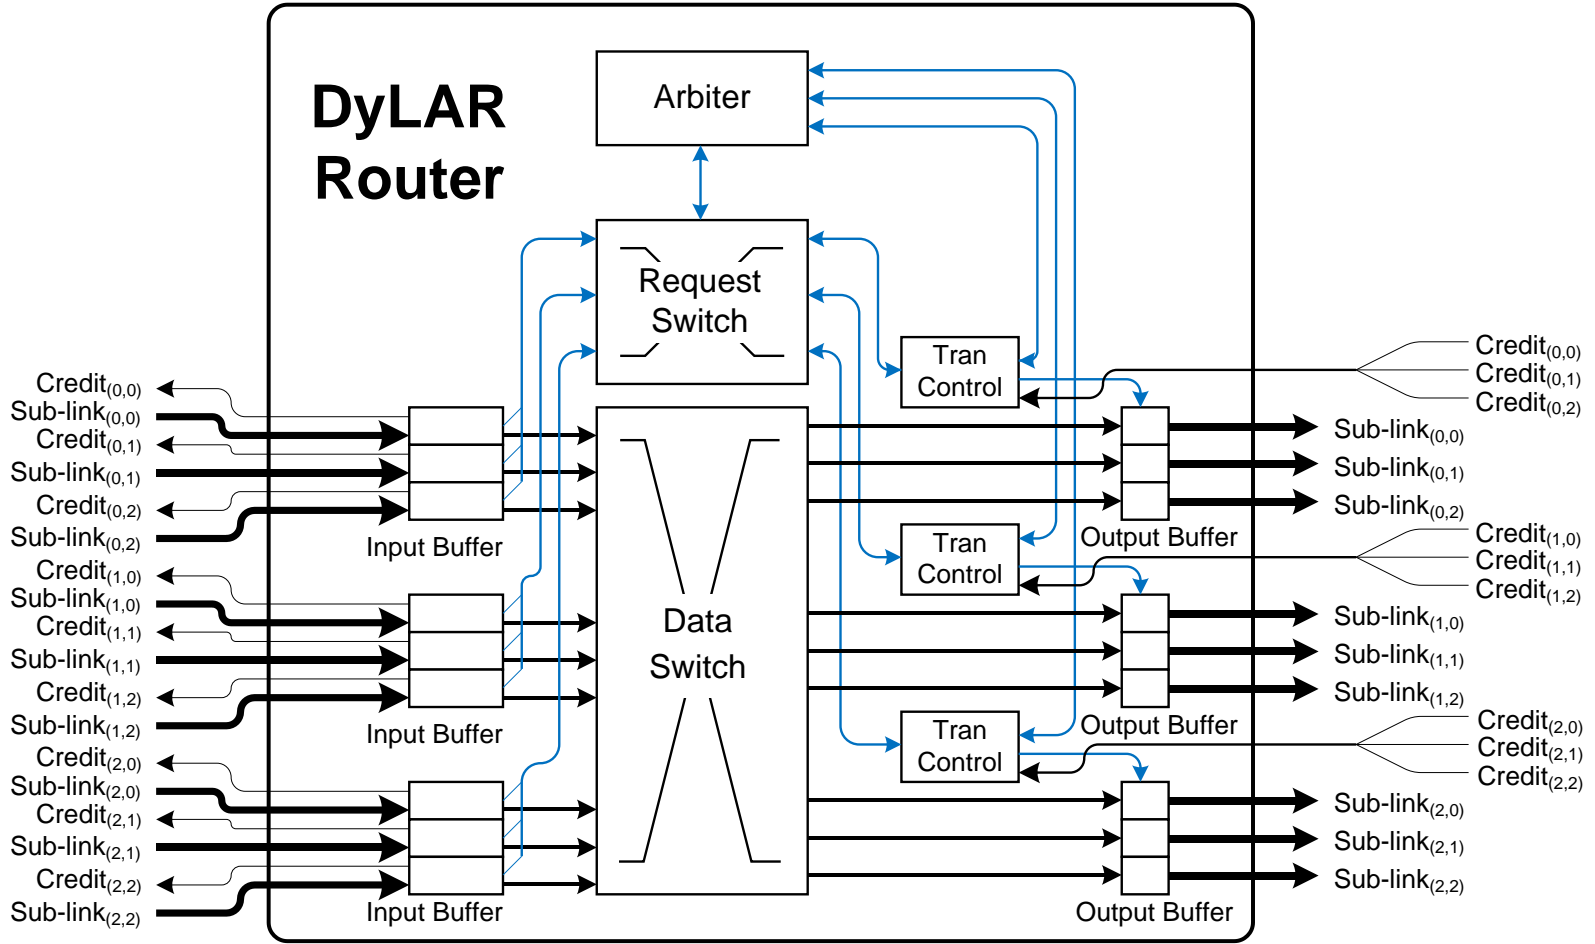 DyLAR
Router
Arbiter
Request
Switch
Data
Switch
Credit(0,0)
Sub-link(0,0)
Credit(0,1)
Sub-link(0,1)
Credit(0,2)
Sub-link(0,2)
Input Buffer
Credit(1,0)
Sub-link(1,0)
Credit(1,1)
Sub-link(1,1)
Credit(1,2)
Sub-link(1,2)
Input Buffer
Credit(2,0)
Sub-link(2,0)
Credit(2,1)
Sub-link(2,1)
Credit(2,2)
Sub-link(2,2)
Input Buffer
Tran
Control
Credit(0,0)
Credit(0,1)
Credit(0,2)
Sub-link(0,0)
Sub-link(0,1)
Sub-link(0,2)
Output Buffer
Tran
Control
Credit(1,0)
Credit(1,1)
Credit(1,2)
Sub-link(1,0)
Sub-link(1,1)
Sub-link(1,2)
Output Buffer
Tran
Control
Credit(2,0)
Credit(2,1)
Credit(2,2)
Sub-link(2,0)
Sub-link(2,1)
Sub-link(2,2)
Output Buffer